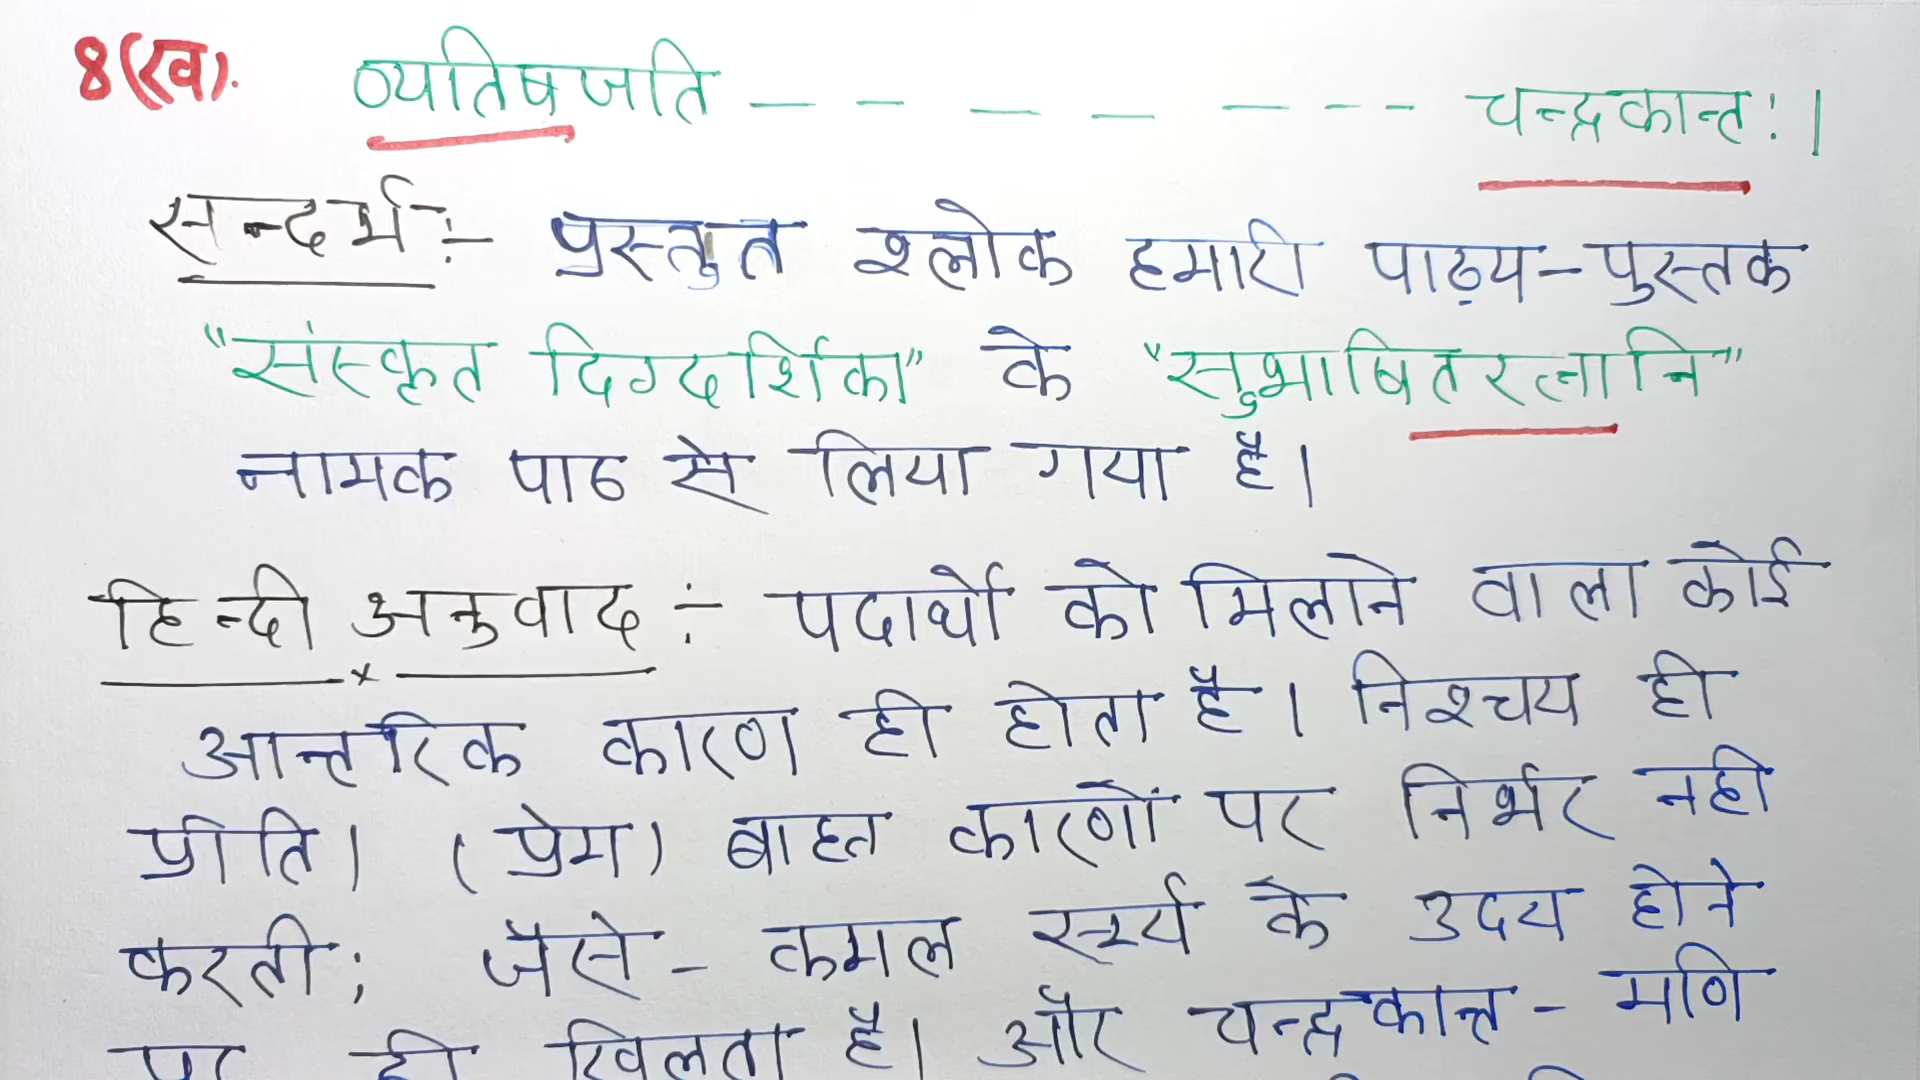 8(ख). व्यतिषजति - - - - - - - चन्द्रकान्तः।
सन्दर्भ :- प्रस्तुत श्लोक हमारी पाढ़य-पुस्तक
"संस्कृत दिग्दर्शिका" के "सुभाषितरत्नानि"
नामक पाठ से लिया गया है।
हिन्दी अनुवाद :- पदार्थो को मिलाने वाला कोई
आन्तरिक कारण ही होता है। निश्चय ही
प्रीति। (प्रेम) बाह्त कारणों पर निर्भर नही
करती; जैसे - कमल सूर्य के उदय होने
पर ही खिलता है। और चन्द्रकान्त - मणि